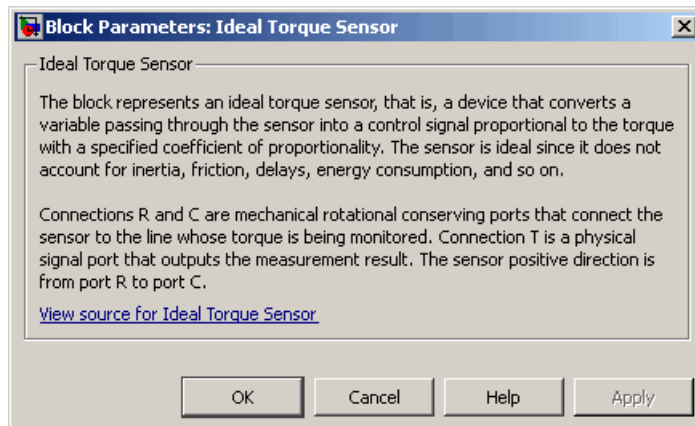 Block Parameters: Ideal Torque Sensor
Ideal Torque Sensor
The block represents an ideal torque sensor, that is, a device that converts a
variable passing through the sensor into a control signal proportional to the torque
with a specified coefficient of proportionality. The sensor is ideal since it does not
account for inertia, friction, delays, energy consumption, and so on.
Connections R and C are mechanical rotational conserving ports that connect the
sensor to the line whose torque is being monitored. Connection T is a physical
signal port that outputs the measurement result. The sensor positive direction is
from port R to port C.
View source for Ideal Torque Sensor
OK Cancel Help Apply